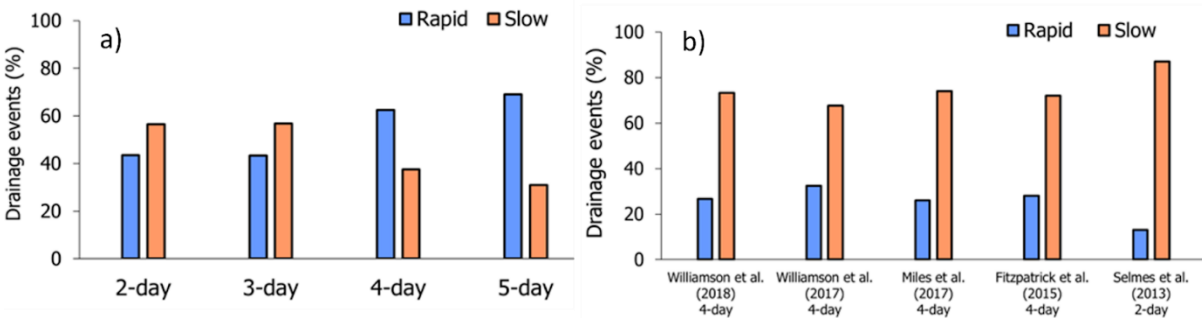 a)
Rapid Slow
Drainage events (%)
100
80
60
40
20
0
2-day 3-day 4-day 5-day
b)
Rapid Slow
Drainage events (%)
100
80
60
40
20
0
Williamson et al. Williamson et al. Miles et al. Fitzpatrick et al. Selmes et al.
(2018) (2017) (2017) (2015) (2013)
4-day 4-day 4-day 4-day 2-day